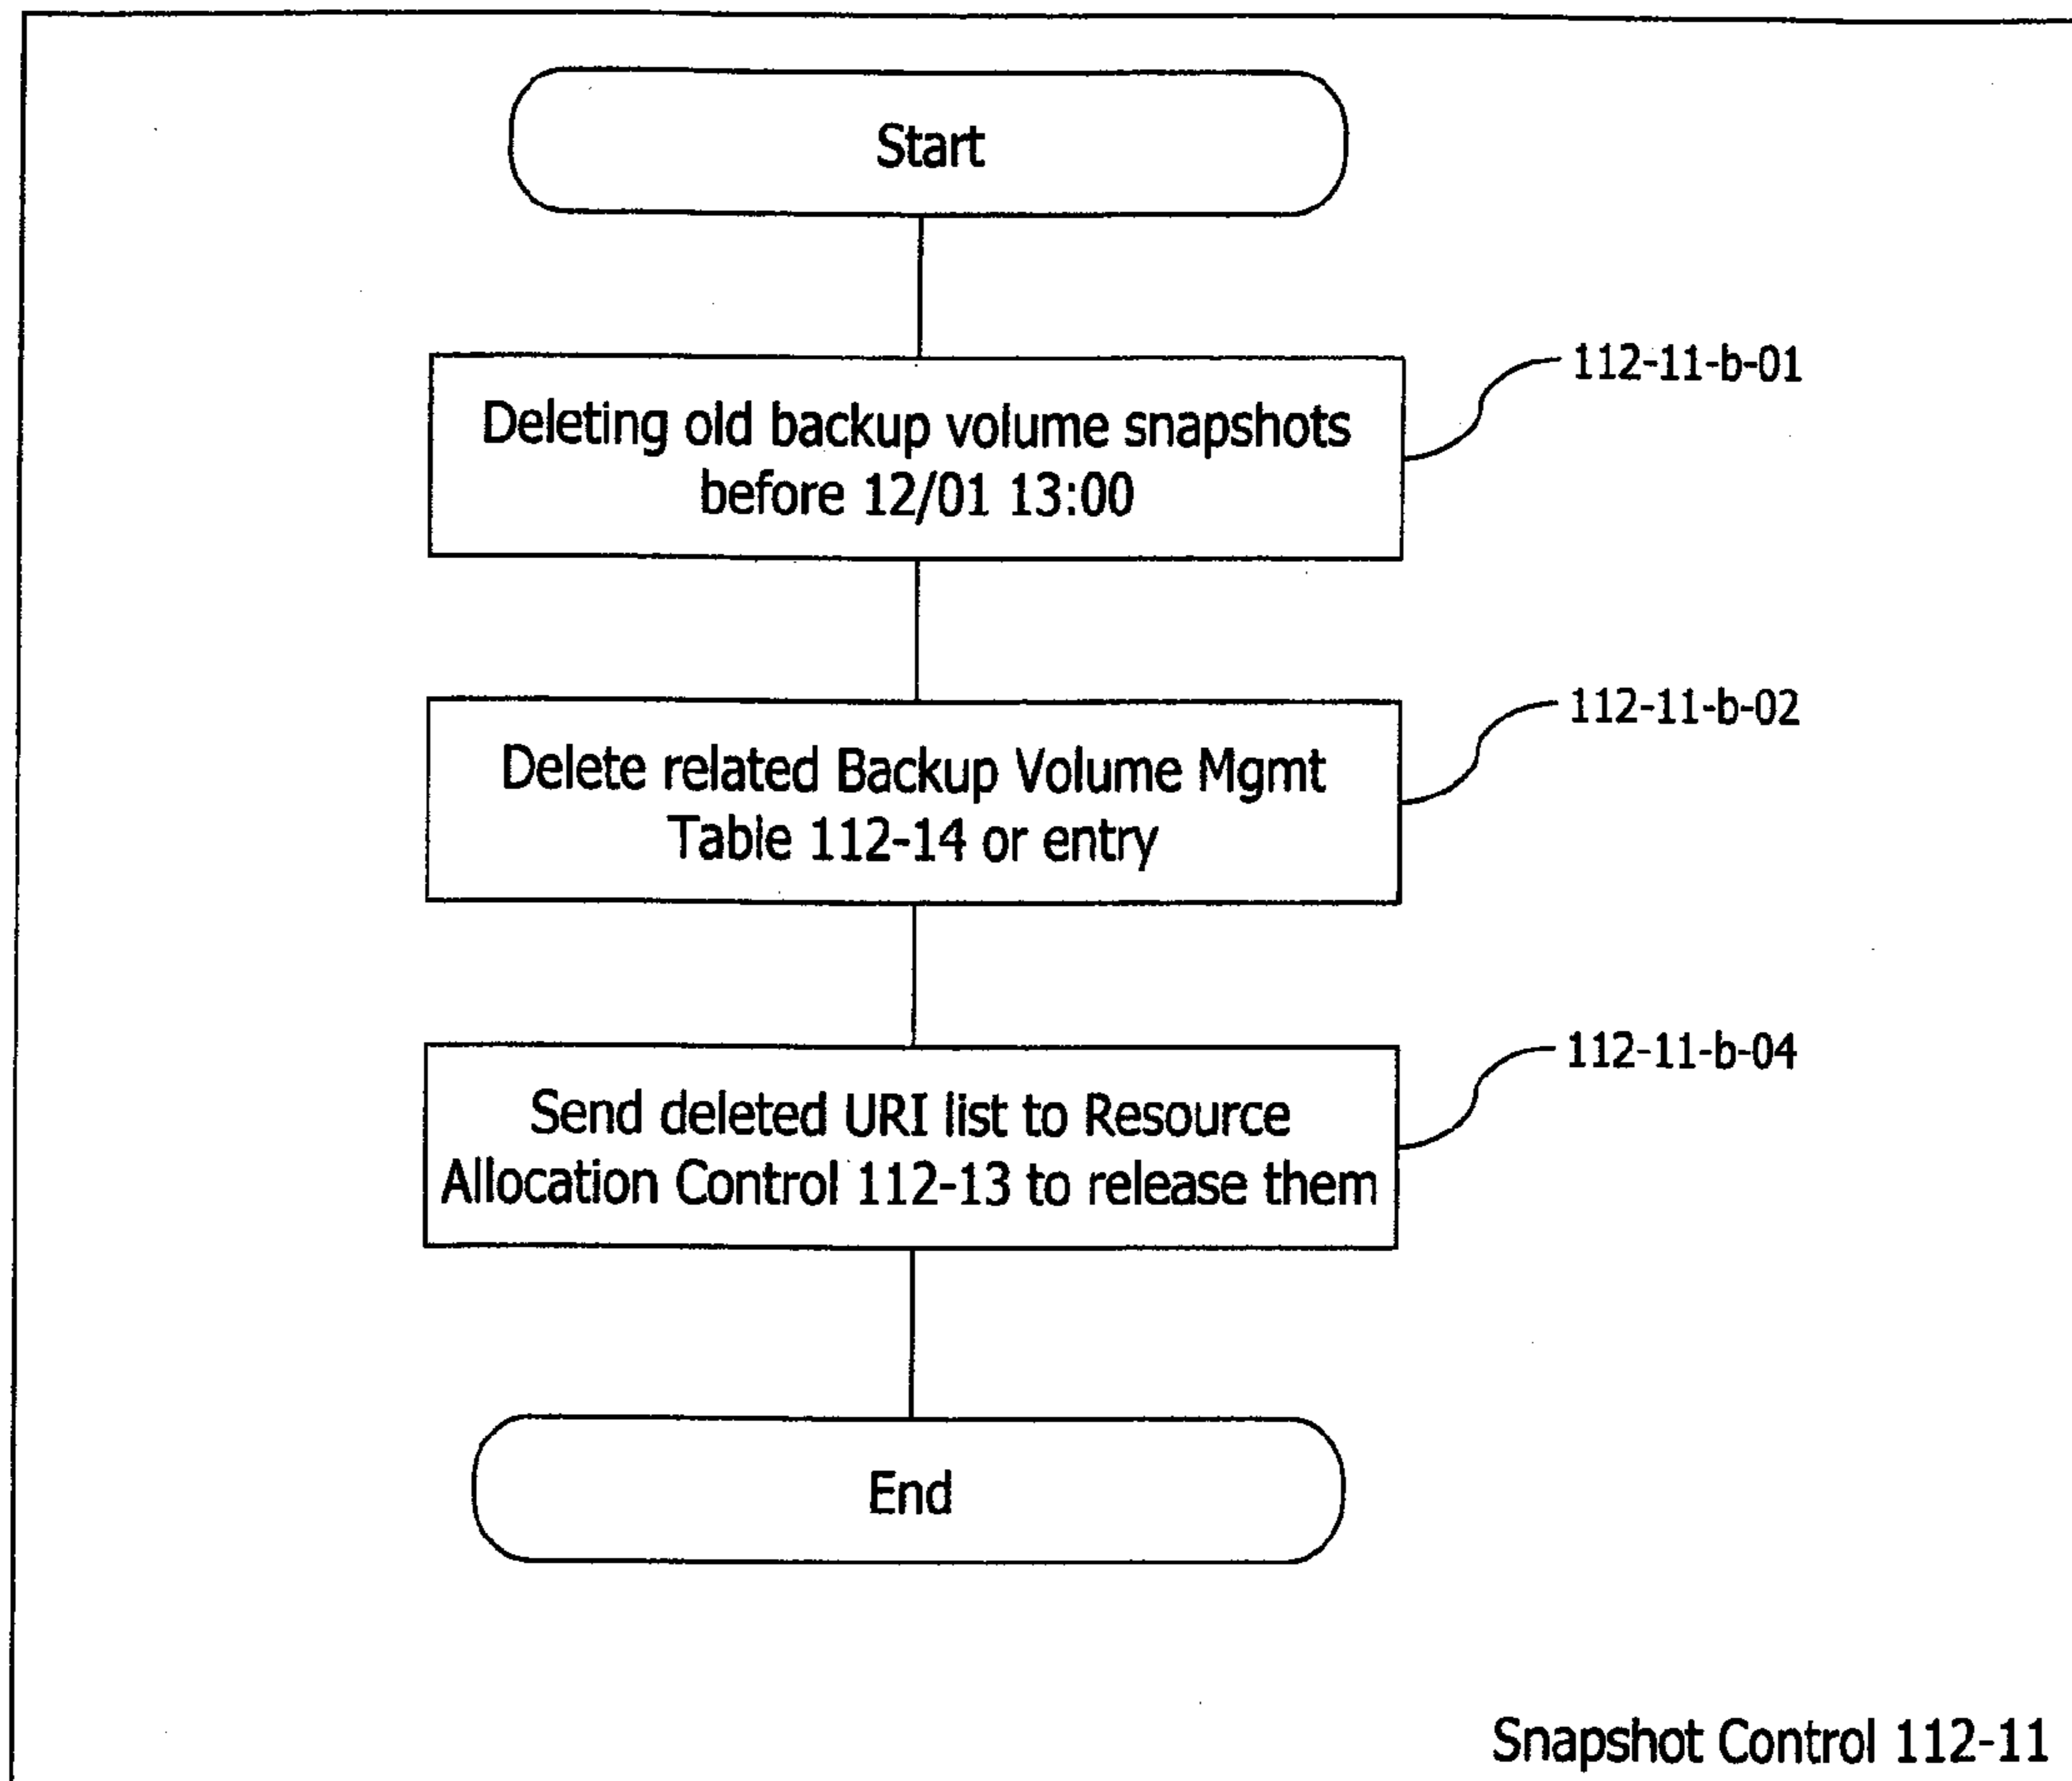 Start
Deleting old backup volume snapshots
before 12/01 13:00
112-11-b-01
Delete related Backup Volume Mgmt
Table 112-14 or entry
112-11-b-02
Send deleted URI list to Resource
Allocation Control 112-13 to release them
112-11-b-04
End
Snapshot Control 112-11